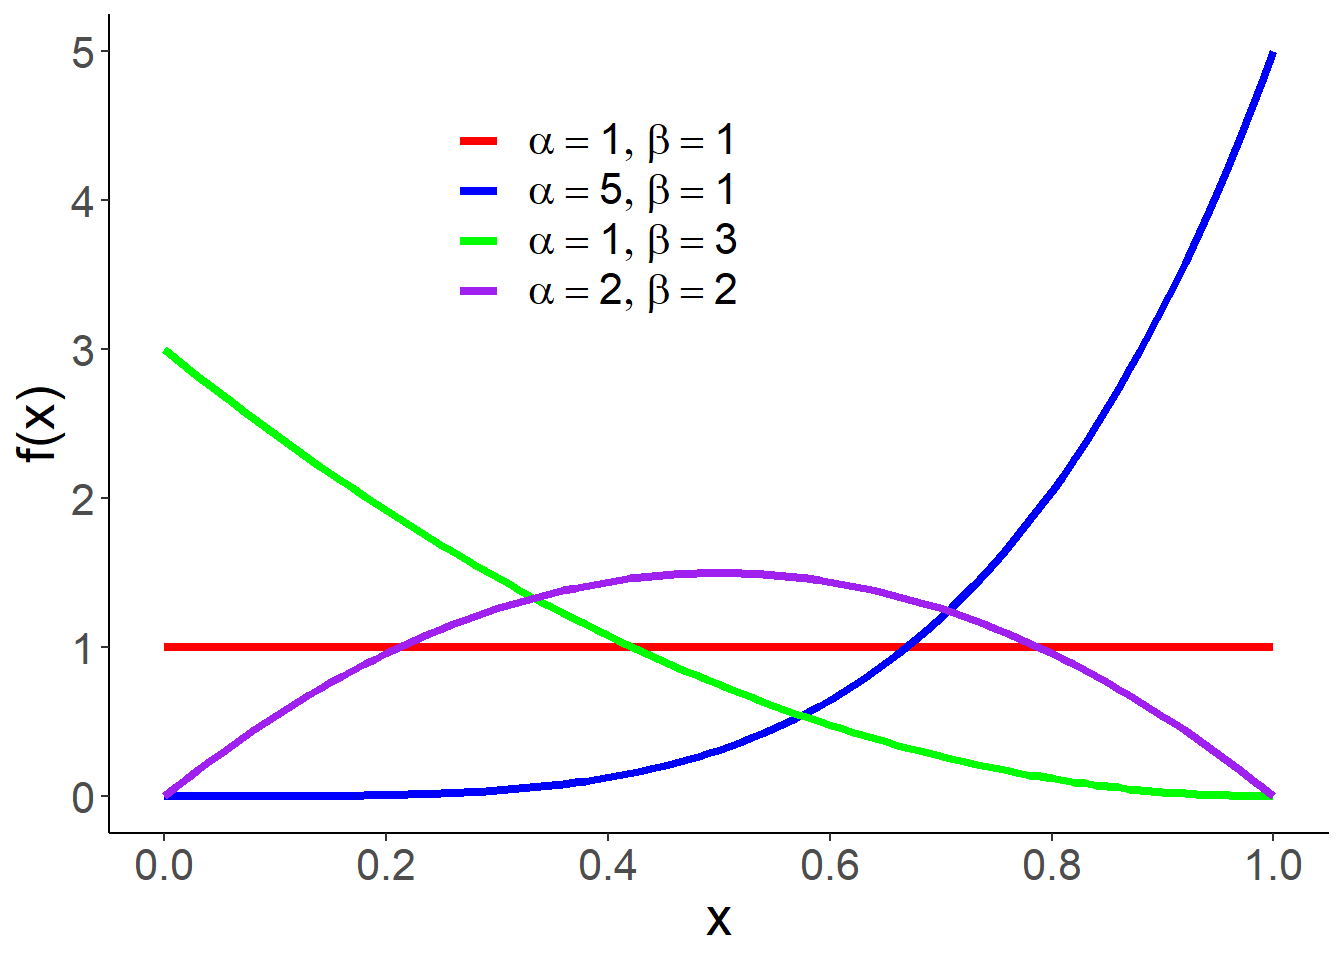 5
α = 1, β = 1
α = 5, β = 1
4
α = 1, β = 3
α = 2, β = 2
3
f(x)
2
1
0
0.0 0.2 0.4 0.6 0.8 1.0
x